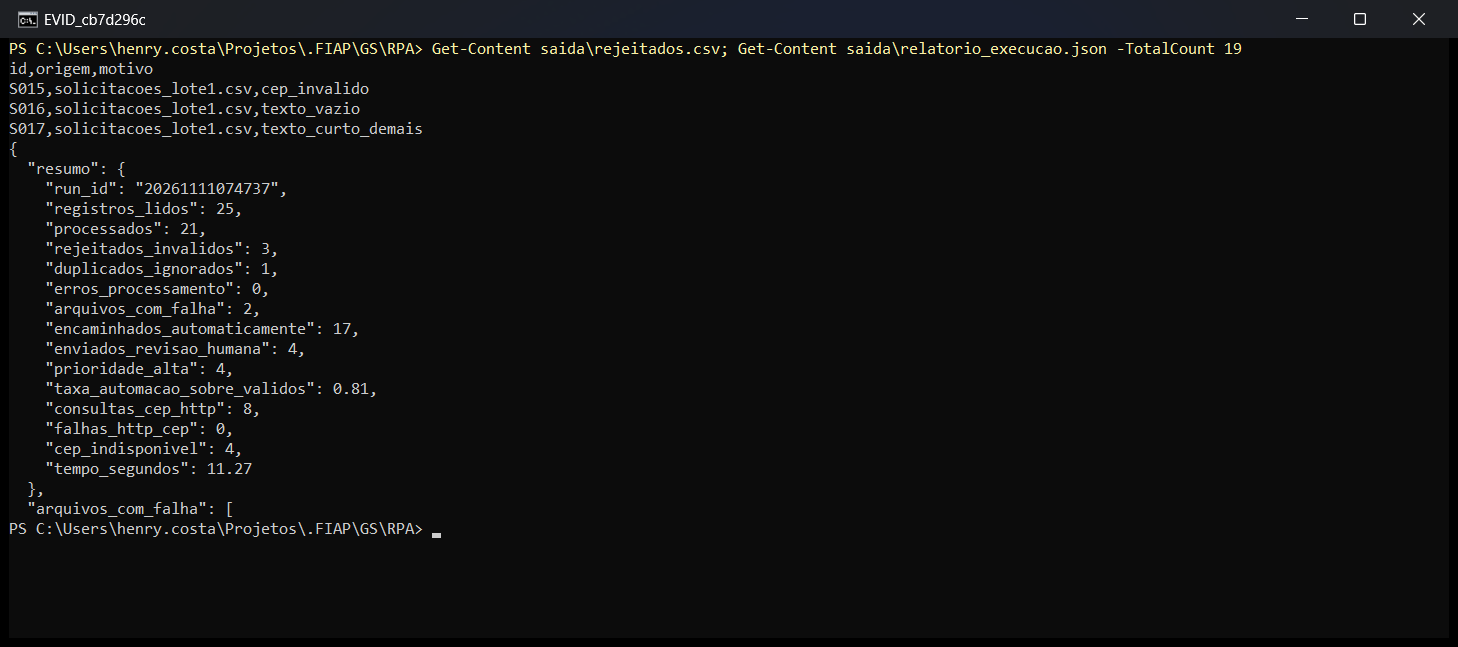 EVID_cb7d296c
PS C:\Users\henry.costa\Projetos\.FIAP\GS\RPA> Get-Content saida\rejeitados.csv; Get-Content saida\relatorio_execucao.json -TotalCount 19
id,origem,motivo
S015,solicitacoes_lote1.csv,cep_invalido
S016,solicitacoes_lote1.csv,texto_vazio
S017,solicitacoes_lote1.csv,texto_curto_demais
{
  "resumo": {
    "run_id": "20261111074737",
    "registros_lidos": 25,
    "processados": 21,
    "rejeitados_invalidos": 3,
    "duplicados_ignorados": 1,
    "erros_processamento": 0,
    "arquivos_com_falha": 2,
    "encaminhados_automaticamente": 17,
    "enviados_revisao_humana": 4,
    "prioridade_alta": 4,
    "taxa_automacao_sobre_validos": 0.81,
    "consultas_cep_http": 8,
    "falhas_http_cep": 0,
    "cep_indisponivel": 4,
    "tempo_segundos": 11.27
  },
  "arquivos_com_falha": [
PS C:\Users\henry.costa\Projetos\.FIAP\GS\RPA>